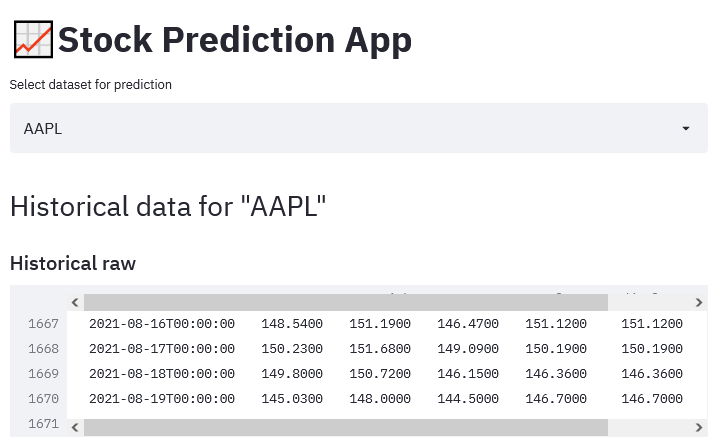 Stock Prediction App
Select dataset for prediction
AAPL
Historical data for "AAPL"
Historical raw
1667 2021-08-16T00:00:00 148.5400 151.1900 146.4700 151.1200 151.1200
1668 2021-08-17T00:00:00 150.2300 151.6800 149.0900 150.1900 150.1900
1669 2021-08-18T00:00:00 149.8000 150.7200 146.1500 146.3600 146.3600
1670 2021-08-19T00:00:00 145.0300 148.0000 144.5000 146.7000 146.7000
1671